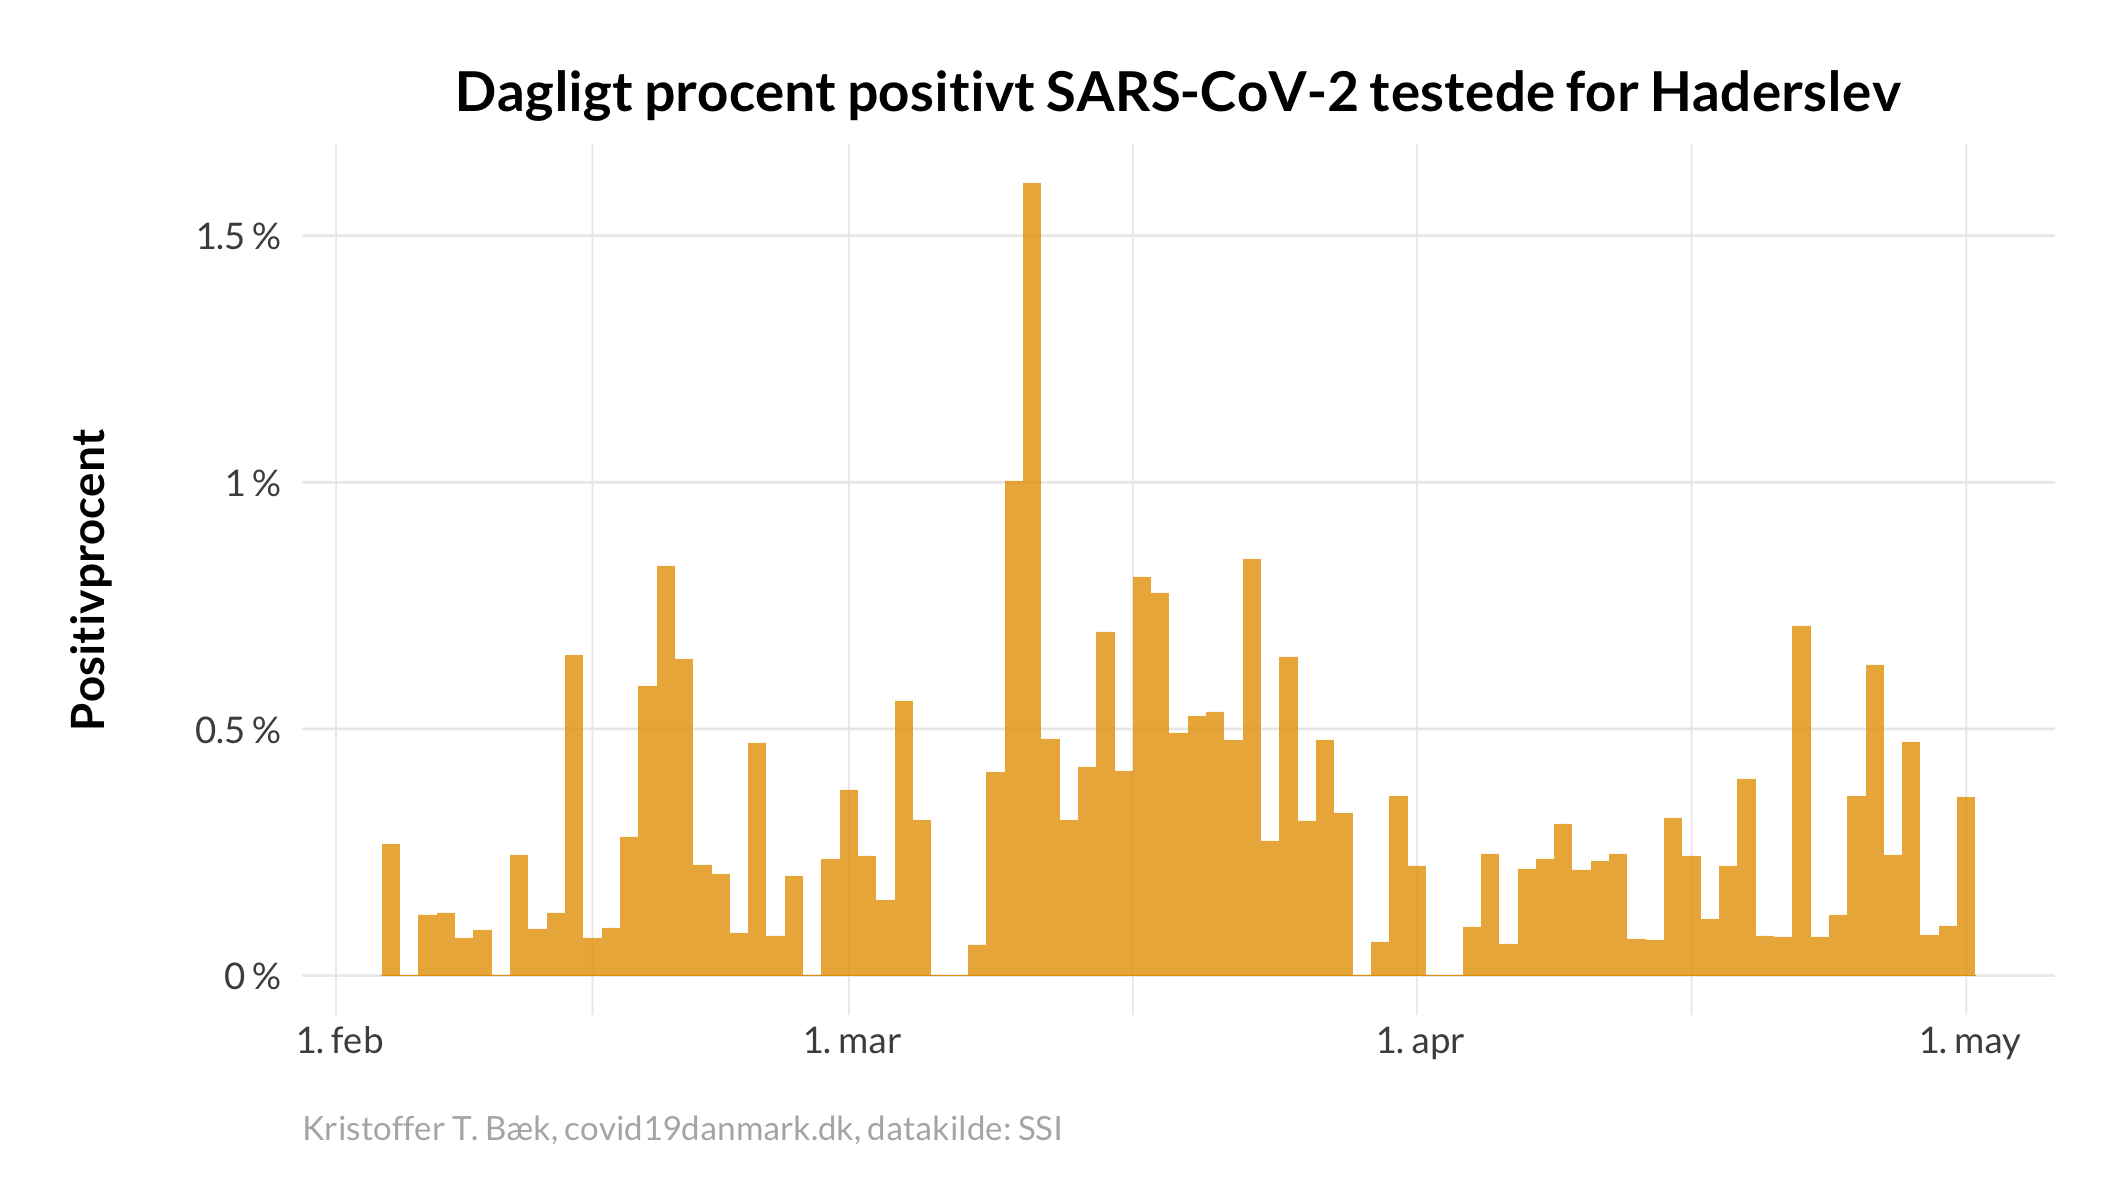 Dagligt procent positivt SARS-CoV-2 testede for Haderslev
Positivprocent
1.5 %
1 %
0.5 %
0 %
1. feb
1. mar
1. apr
1. may
Kristoffer T. Bæk, covid19danmark.dk, datakilde: SSI